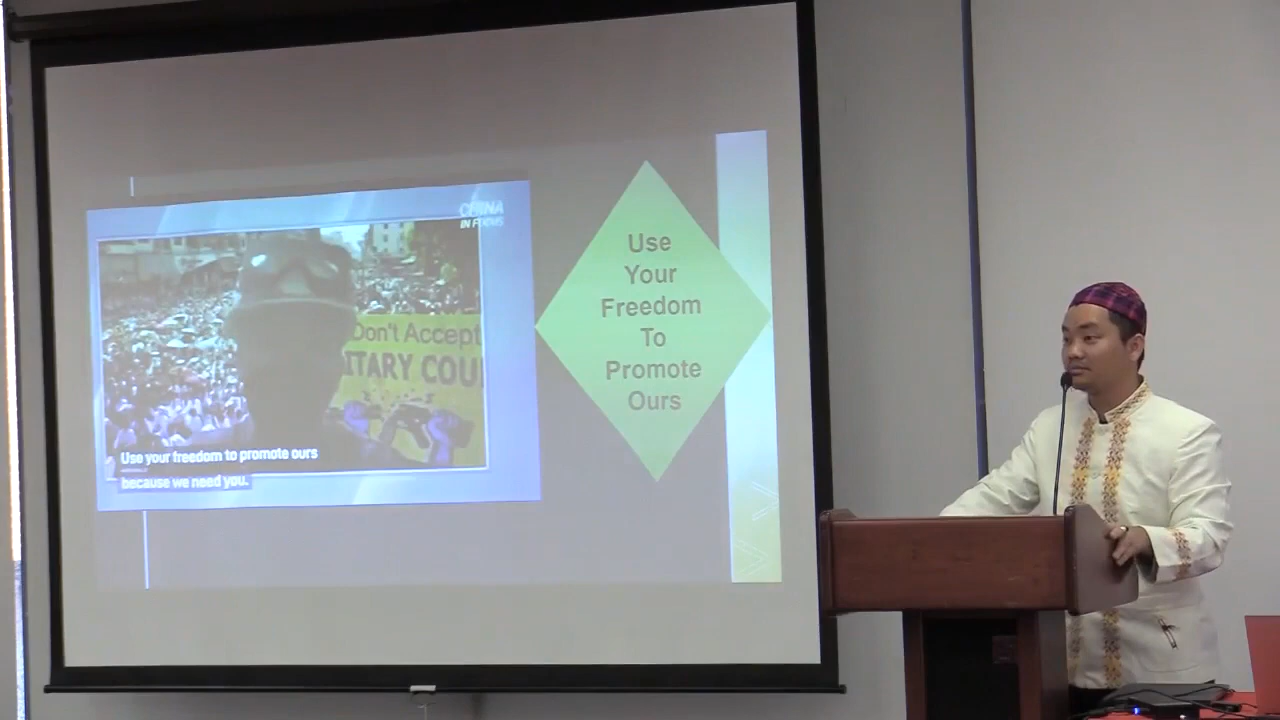 CHINA
IN FOCUS
Don't Accept
ITARY COU
Use your freedom to promote ours
because we need you.
Use
Your
Freedom
To
Promote
Ours